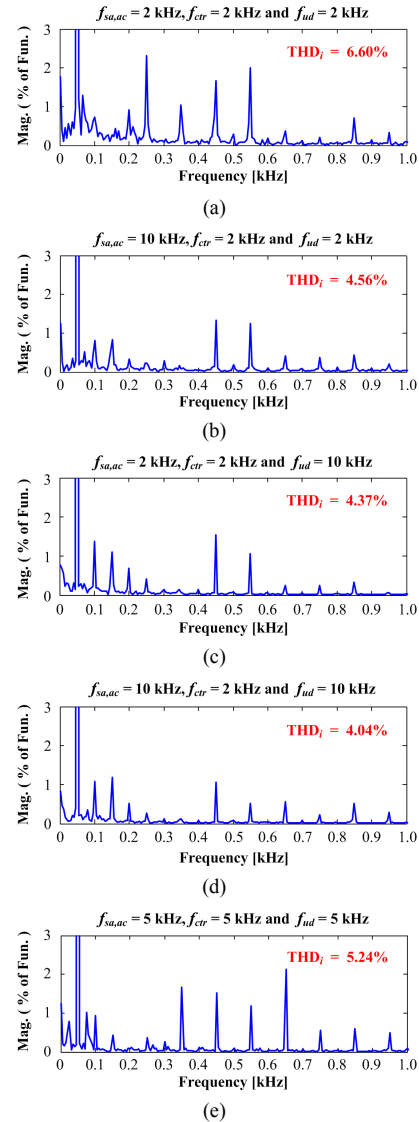 f_sa,ac = 2 kHz, f_ctr = 2 kHz and f_ud = 2 kHz
THD_i = 6.60%
Mag. ( % of Fun. )
3
2
1
0
0 0.1 0.2 0.3 0.4 0.5 0.6 0.7 0.8 0.9 1.0
Frequency [kHz]
(a)
f_sa,ac = 10 kHz, f_ctr = 2 kHz and f_ud = 2 kHz
THD_i = 4.56%
Mag. ( % of Fun. )
3
2
1
0
0 0.1 0.2 0.3 0.4 0.5 0.6 0.7 0.8 0.9 1.0
Frequency [kHz]
(b)
f_sa,ac = 2 kHz, f_ctr = 2 kHz and f_ud = 10 kHz
THD_i = 4.37%
Mag. ( % of Fun. )
3
2
1
0
0 0.1 0.2 0.3 0.4 0.5 0.6 0.7 0.8 0.9 1.0
Frequency [kHz]
(c)
f_sa,ac = 10 kHz, f_ctr = 2 kHz and f_ud = 10 kHz
THD_i = 4.04%
Mag. ( % of Fun. )
3
2
1
0
0 0.1 0.2 0.3 0.4 0.5 0.6 0.7 0.8 0.9 1.0
Frequency [kHz]
(d)
f_sa,ac = 5 kHz, f_ctr = 5 kHz and f_ud = 5 kHz
THD_i = 5.24%
Mag. ( % of Fun. )
3
2
1
0
0 0.1 0.2 0.3 0.4 0.5 0.6 0.7 0.8 0.9 1.0
Frequency [kHz]
(e)